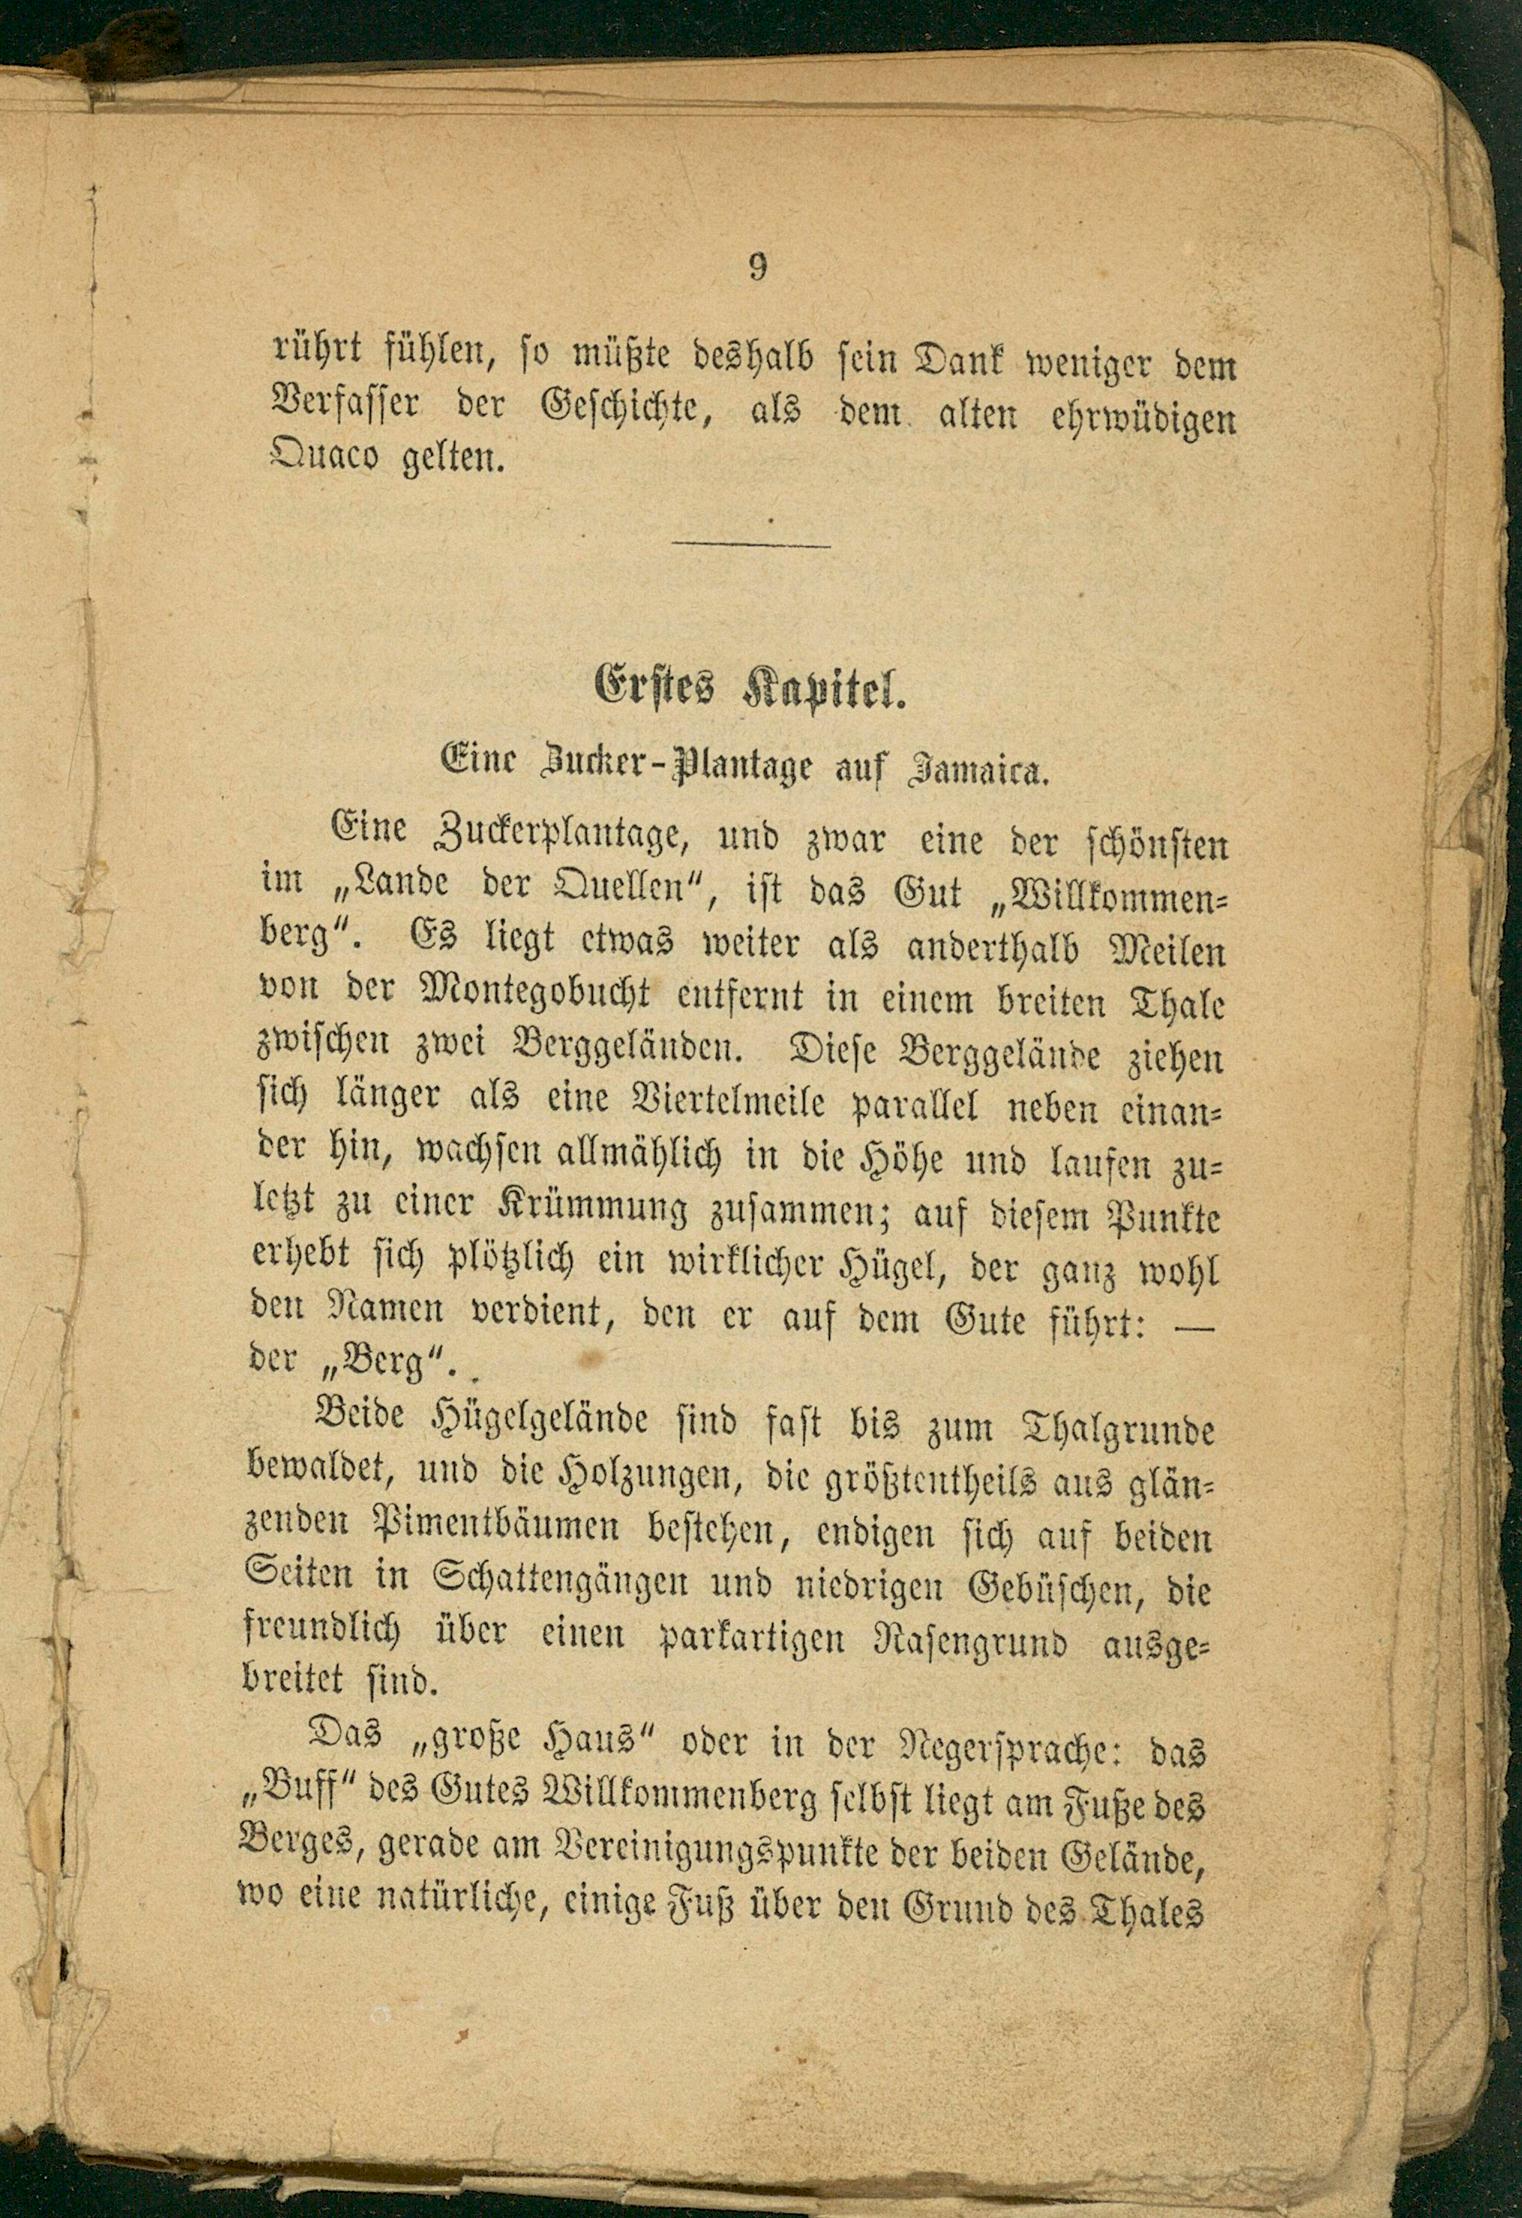 9
rührt fühlen, so müßte deshalb sein Dank weniger dem
Verfasser der Geschichte, als dem alten ehrwüdigen
Quaco gelten.
Erstes Kapitel.
Eine Zucker-Plantage auf Jamaica.
Eine Zuckerplantage, und zwar eine der schönsten
im „Lande der Quellen“, ist das Gut „Willkommen-
berg“. Es liegt etwas weiter als anderthalb Meilen
von der Montegobucht entfernt in einem breiten Thale
zwischen zwei Berggeländen. Diese Berggelände ziehen
sich länger als eine Viertelmeile parallel neben einan-
der hin, wachsen allmählich in die Höhe und laufen zu-
letzt zu einer Krümmung zusammen; auf diesem Punkte
erhebt sich plötzlich ein wirklicher Hügel, der ganz wohl
den Namen verdient, den er auf dem Gute führt: —
der „Berg“.
Beide Hügelgelände sind fast bis zum Thalgrunde
bewaldet, und die Holzungen, die größtentheils aus glän-
zenden Pimentbäumen bestehen, endigen sich auf beiden
Seiten in Schattengängen und niedrigen Gebüschen, die
freundlich über einen parkartigen Rasengrund ausge-
breitet sind.
Das „große Haus“ oder in der Negersprache: das
„Buff“ des Gutes Willkommenberg selbst liegt am Fuße des
Berges, gerade am Vereinigungspunkte der beiden Gelände,
wo eine natürliche, einige Fuß über den Grund des Thales